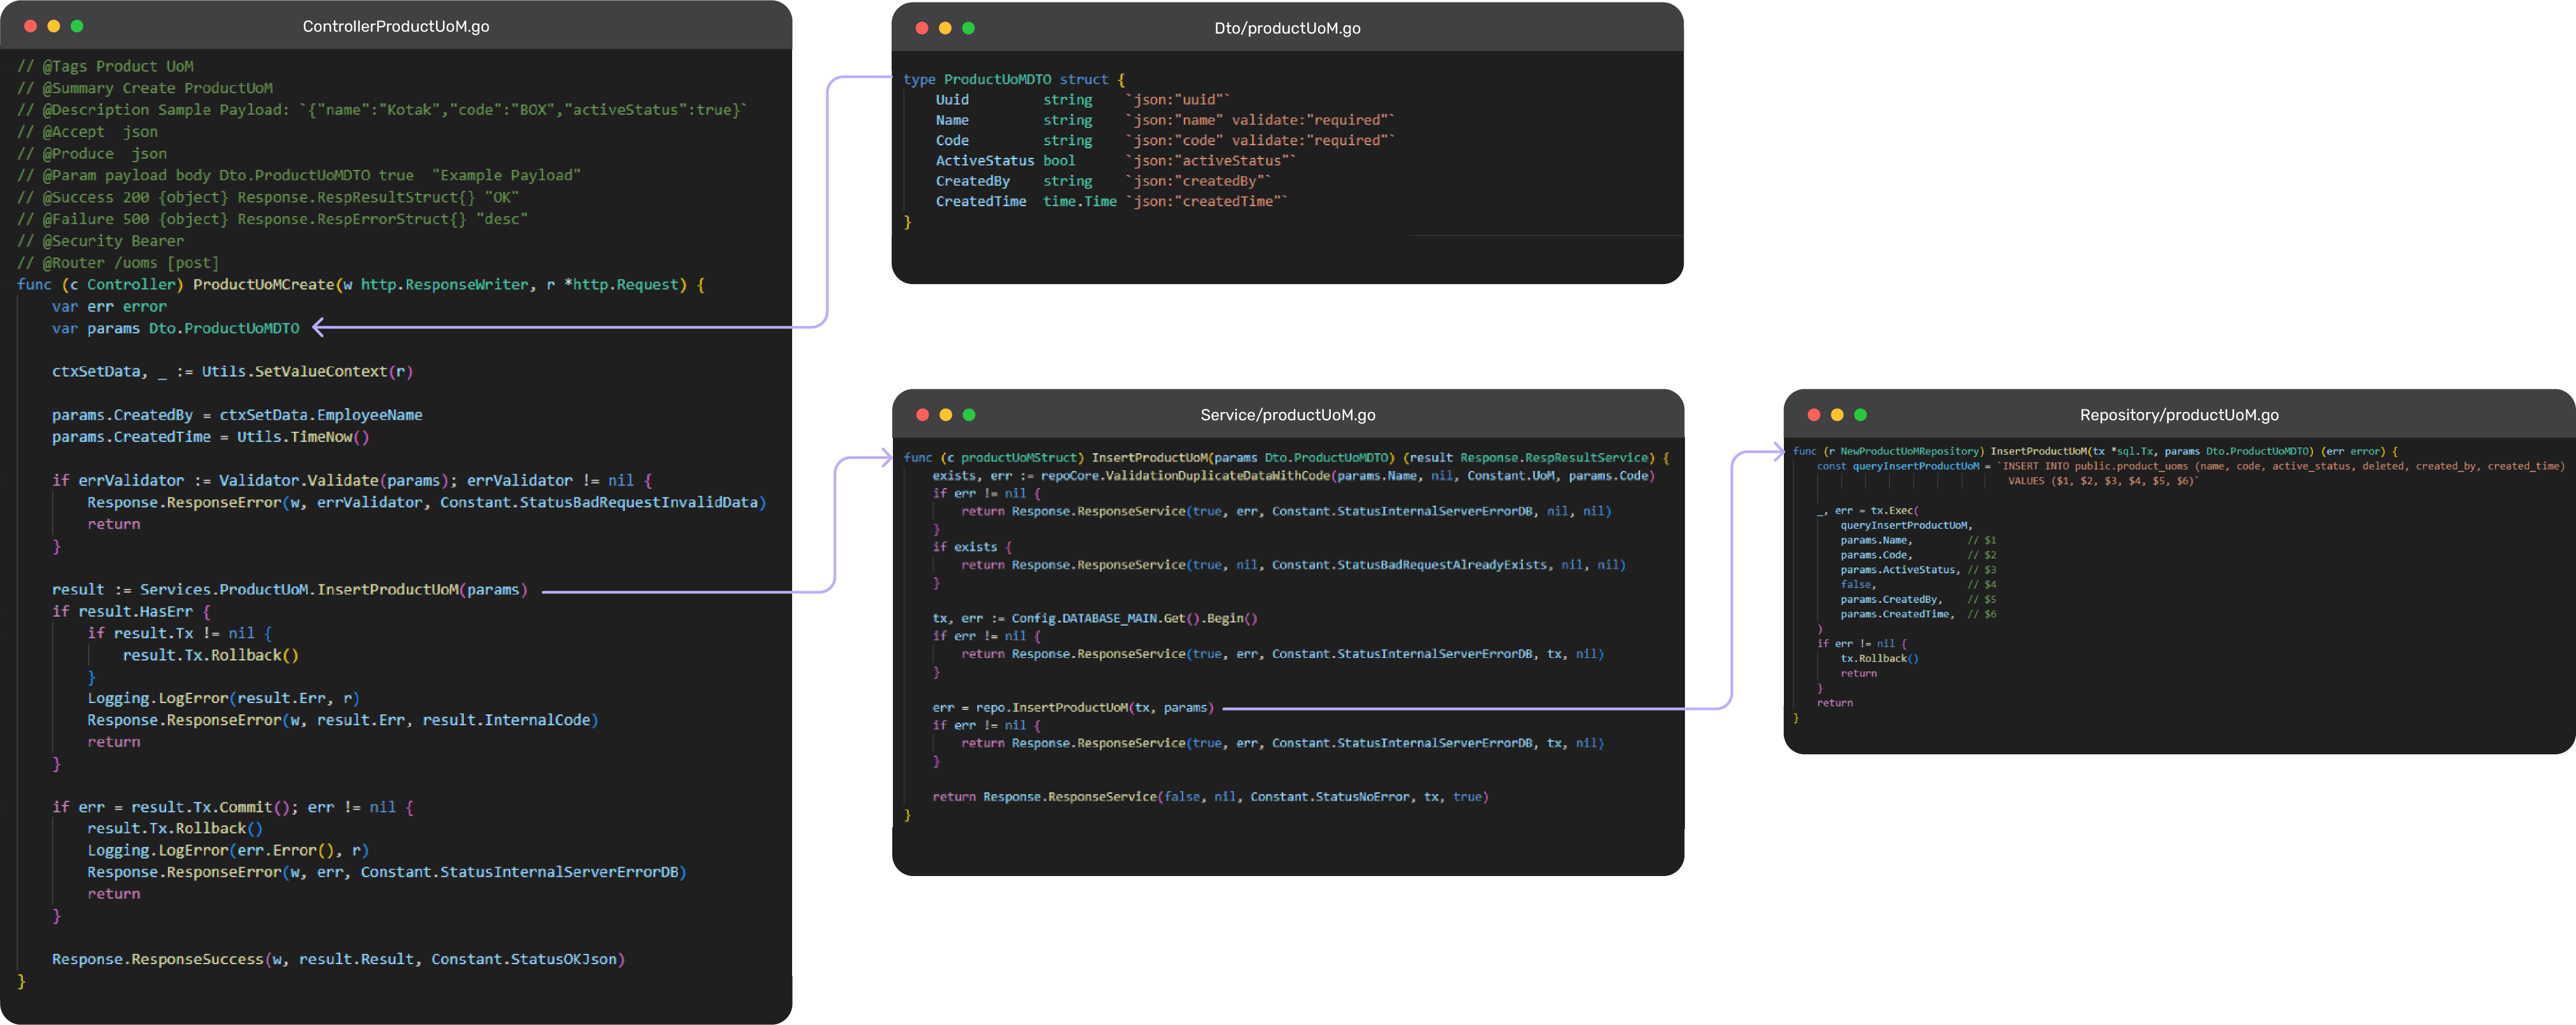 ControllerProductUoM.go
// @Tags Product UoM
// @Summary Create ProductUoM
// @Description Sample Payload: `{"name":"Kotak","code":"BOX","activeStatus":true}`
// @Accept  json
// @Produce  json
// @Param payload body Dto.ProductUoMDTO true  "Example Payload"
// @Success 200 {object} Response.RespResultStruct{} "OK"
// @Failure 500 {object} Response.RespErrorStruct{} "desc"
// @Security Bearer
// @Router /uoms [post]
func (c Controller) ProductUoMCreate(w http.ResponseWriter, r *http.Request) {
    var err error
    var params Dto.ProductUoMDTO

    ctxSetData, _ := Utils.SetValueContext(r)

    params.CreatedBy = ctxSetData.EmployeeName
    params.CreatedTime = Utils.TimeNow()

    if errValidator := Validator.Validate(params); errValidator != nil {
        Response.ResponseError(w, errValidator, Constant.StatusBadRequestInvalidData)
        return
    }

    result := Services.ProductUoM.InsertProductUoM(params)
    if result.HasErr {
        if result.Tx != nil {
            result.Tx.Rollback()
        }
        Logging.LogError(result.Err, r)
        Response.ResponseError(w, result.Err, result.InternalCode)
        return
    }

    if err = result.Tx.Commit(); err != nil {
        result.Tx.Rollback()
        Logging.LogError(err.Error(), r)
        Response.ResponseError(w, err, Constant.StatusInternalServerErrorDB)
        return
    }

    Response.ResponseSuccess(w, result.Result, Constant.StatusOKJson)
}
Dto/productUoM.go
type ProductUoMDTO struct {
    Uuid         string    `json:"uuid"`
    Name         string    `json:"name" validate:"required"`
    Code         string    `json:"code" validate:"required"`
    ActiveStatus bool      `json:"activeStatus"`
    CreatedBy    string    `json:"createdBy"`
    CreatedTime  time.Time `json:"createdTime"`
}
Service/productUoM.go
func (c productUoMStruct) InsertProductUoM(params Dto.ProductUoMDTO) (result Response.RespResultService) {
    exists, err := repoCore.ValidationDuplicateDataWithCode(params.Name, nil, Constant.UoM, params.Code)
    if err != nil {
        return Response.ResponseService(true, err, Constant.StatusInternalServerErrorDB, nil, nil)
    }
    if exists {
        return Response.ResponseService(true, nil, Constant.StatusBadRequestAlreadyExists, nil, nil)
    }

    tx, err := Config.DATABASE_MAIN.Get().Begin()
    if err != nil {
        return Response.ResponseService(true, err, Constant.StatusInternalServerErrorDB, tx, nil)
    }

    err = repo.InsertProductUoM(tx, params)
    if err != nil {
        return Response.ResponseService(true, err, Constant.StatusInternalServerErrorDB, tx, nil)
    }

    return Response.ResponseService(false, nil, Constant.StatusNoError, tx, true)
}
Repository/productUoM.go
func (r NewProductUoMRepository) InsertProductUoM(tx *sql.Tx, params Dto.ProductUoMDTO) (err error) {
    const queryInsertProductUoM = `INSERT INTO public.product_uoms (name, code, active_status, deleted, created_by, created_time)
                                    VALUES ($1, $2, $3, $4, $5, $6)`

    _, err = tx.Exec(
        queryInsertProductUoM,
        params.Name,         // $1
        params.Code,         // $2
        params.ActiveStatus, // $3
        false,               // $4
        params.CreatedBy,    // $5
        params.CreatedTime,  // $6
    )
    if err != nil {
        tx.Rollback()
        return
    }
    return
}